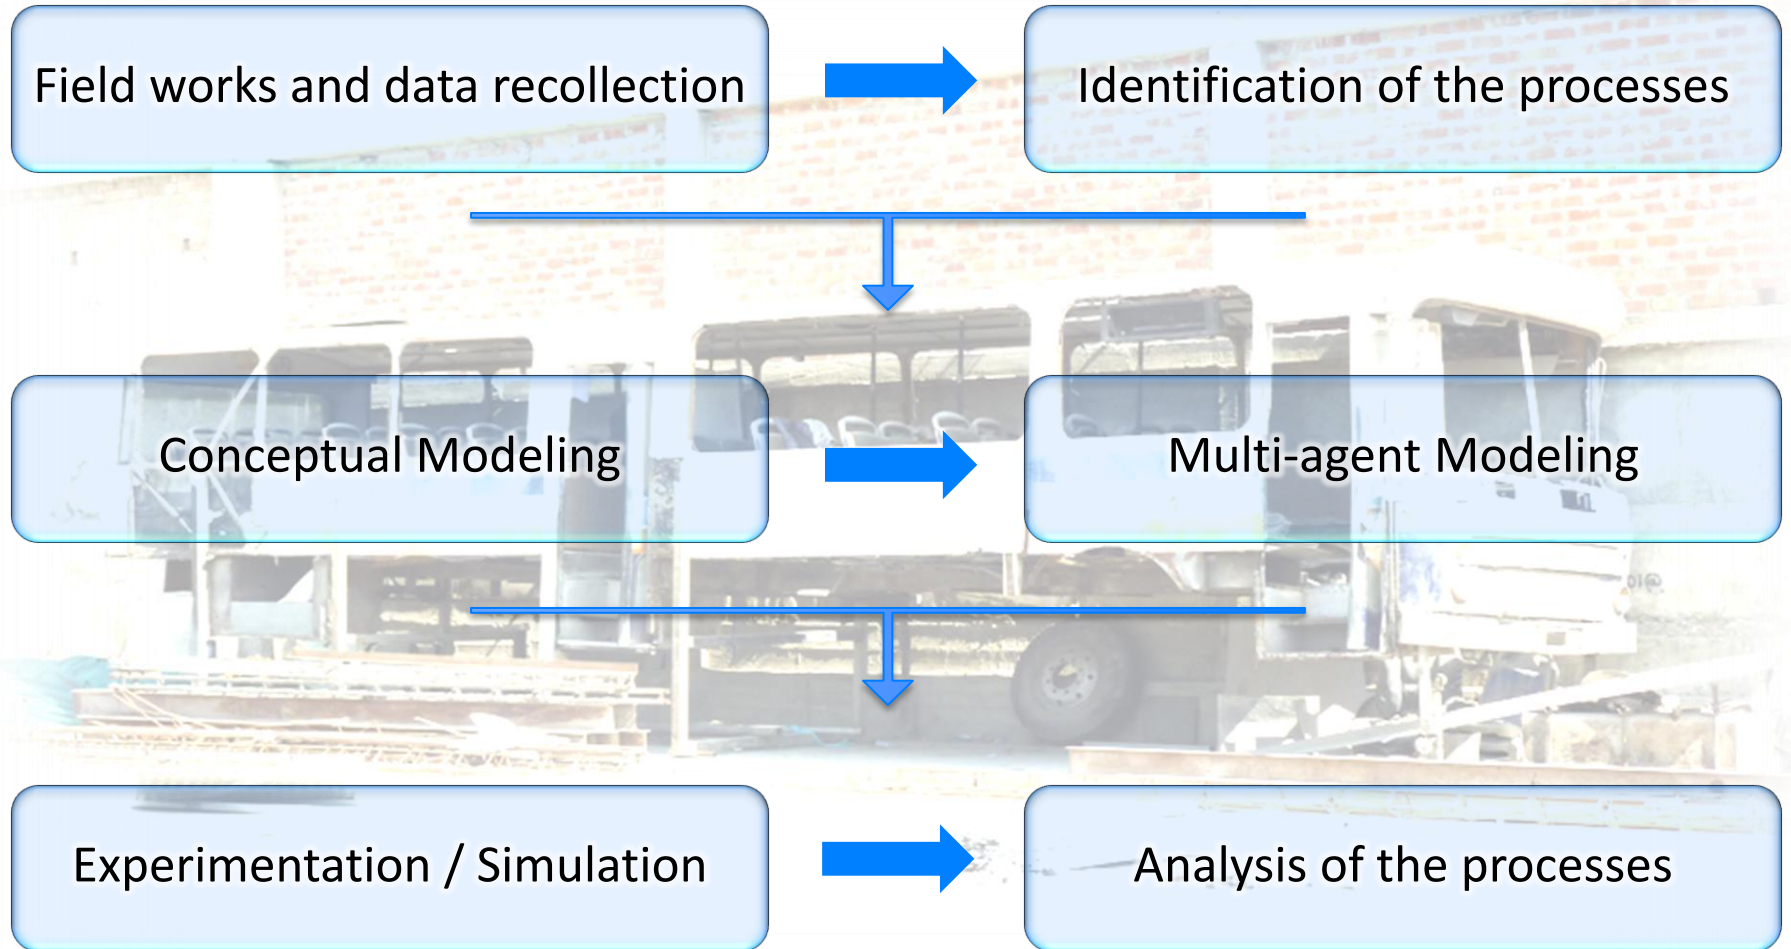 Field works and data recollection
Identification of the processes
Conceptual Modeling
Multi-agent Modeling
Experimentation / Simulation
Analysis of the processes